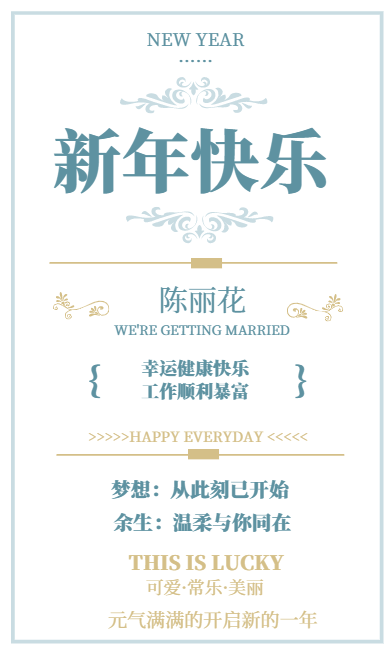 NEW YEAR
新年快乐
陈丽花
WE'RE GETTING MARRIED
{ 幸运健康快乐 }
工作顺利暴富
>>>>>HAPPY EVERYDAY <<<<<
梦想：从此刻已开始
余生：温柔与你同在
THIS IS LUCKY
可爱·常乐·美丽
元气满满的开启新的一年